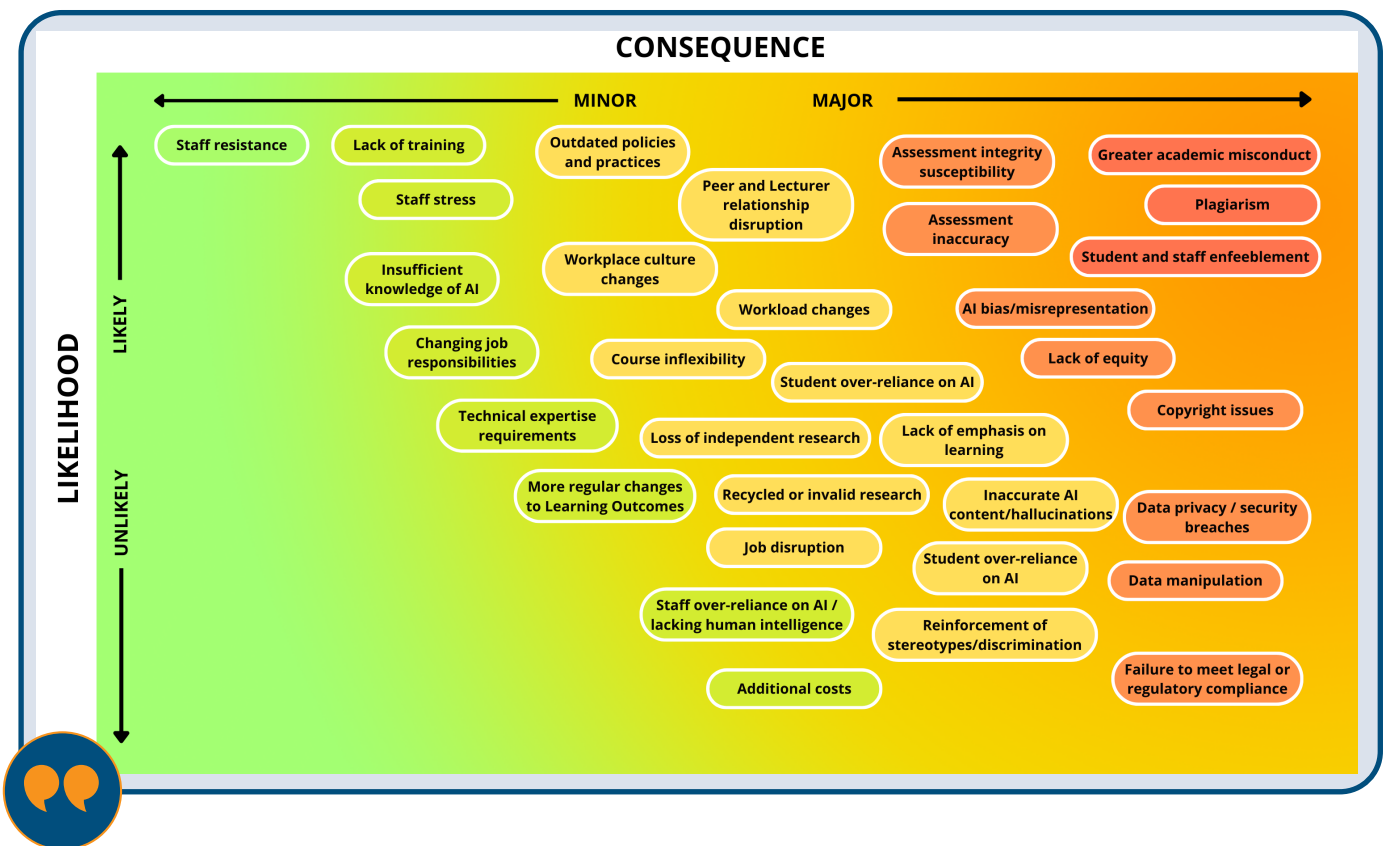 CONSEQUENCE
MINOR
MAJOR
LIKELIHOOD
LIKELY
UNLIKELY
Staff resistance
Lack of training
Outdated policies
and practices
Assessment integrity
susceptibility
Greater academic misconduct
Staff stress
Peer and Lecturer
relationship
disruption
Assessment
inaccuracy
Plagiarism
Insufficient
knowledge of AI
Workplace culture
changes
Student and staff enfeeblement
Workload changes
AI bias/misrepresentation
Changing job
responsibilities
Course inflexibility
Lack of equity
Student over-reliance on AI
Copyright issues
Technical expertise
requirements
Loss of independent research
Lack of emphasis on
learning
More regular changes
to Learning Outcomes
Recycled or invalid research
Inaccurate AI
content/hallucinations
Data privacy / security
breaches
Job disruption
Student over-reliance
on AI
Data manipulation
Staff over-reliance on AI /
lacking human intelligence
Reinforcement of
stereotypes/discrimination
Additional costs
Failure to meet legal or
regulatory compliance